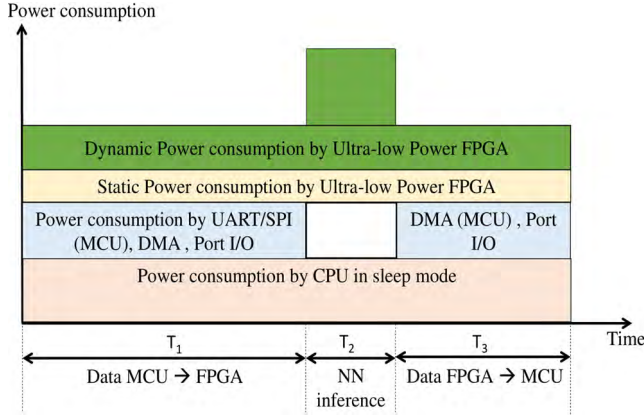 Power consumption
Dynamic Power consumption by Ultra-low Power FPGA
Static Power consumption by Ultra-low Power FPGA
Power consumption by UART/SPI
(MCU), DMA , Port I/O
DMA (MCU) , Port
I/O
Power consumption by CPU in sleep mode
Time
T₁
T₂
T₃
Data MCU → FPGA
NN
inference
Data FPGA → MCU